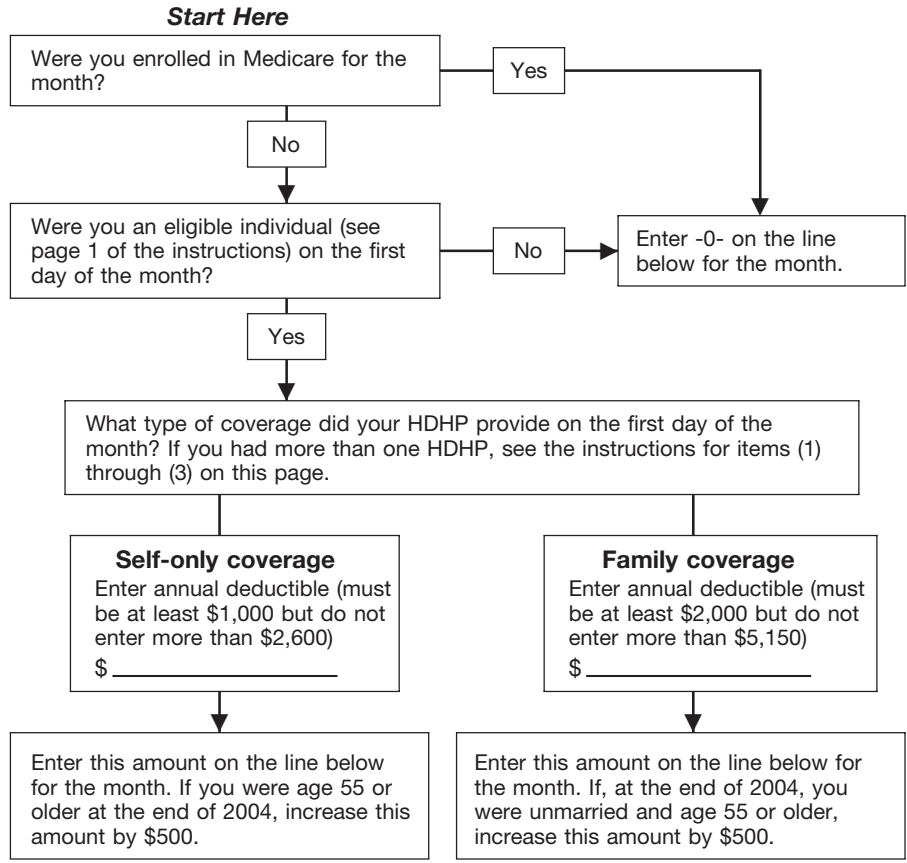 Start Here
Were you enrolled in Medicare for the
month?
Yes
No
Were you an eligible individual (see
page 1 of the instructions) on the first
day of the month?
No
Enter -0- on the line
below for the month.
Yes
What type of coverage did your HDHP provide on the first day of the
month? If you had more than one HDHP, see the instructions for items (1)
through (3) on this page.
Self-only coverage
Enter annual deductible (must
be at least $1,000 but do not
enter more than $2,600)
$
Family coverage
Enter annual deductible (must
be at least $2,000 but do not
enter more than $5,150)
$
Enter this amount on the line below
for the month. If you were age 55 or
older at the end of 2004, increase this
amount by $500.
Enter this amount on the line below for
the month. If, at the end of 2004, you
were unmarried and age 55 or older,
increase this amount by $500.